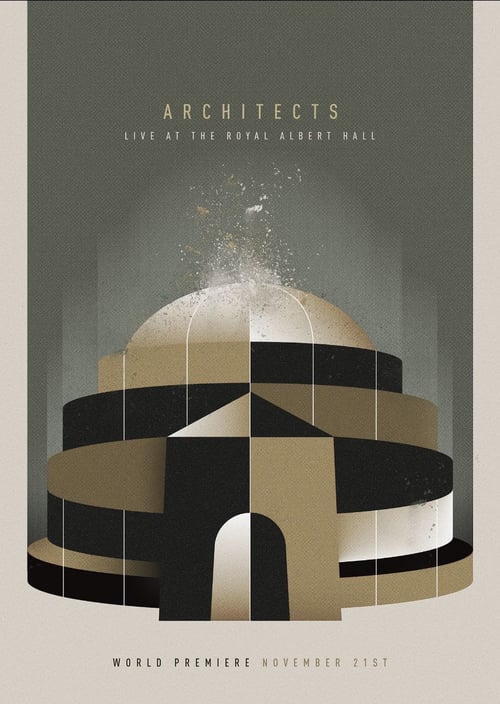 ARCHITECTS
LIVE AT THE ROYAL ALBERT HALL
WORLD PREMIERE NOVEMBER 21ST